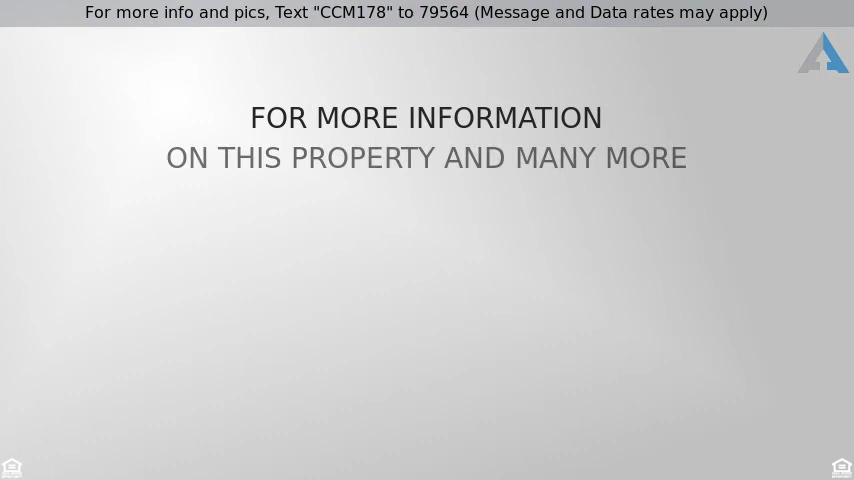 For more info and pics, Text "CCM178" to 79564 (Message and Data rates may apply)
FOR MORE INFORMATION
ON THIS PROPERTY AND MANY MORE